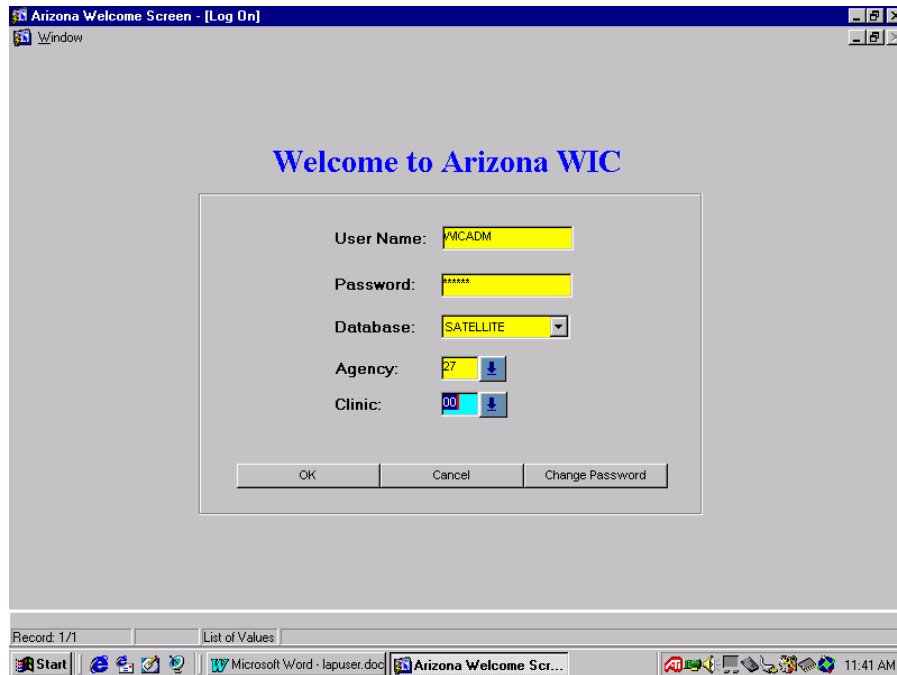 Arizona Welcome Screen - [Log On]
Window
Welcome to Arizona WIC
User Name: WICADM
Password: ******
Database: SATELLITE
Agency: 27
Clinic: 00
OK Cancel Change Password
Record: 1/1 List of Values
Start Microsoft Word - lapuser.doc Arizona Welcome Scr... 11:41 AM